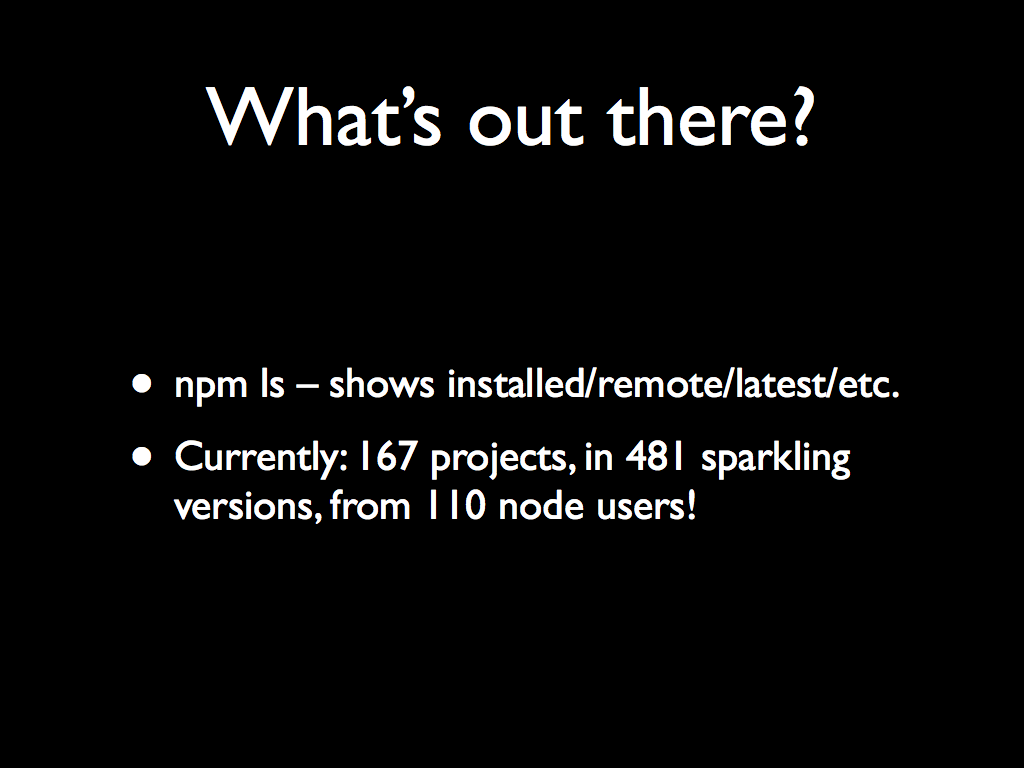 What’s out there?
• npm ls – shows installed/remote/latest/etc.
• Currently: 167 projects, in 481 sparkling
versions, from 110 node users!